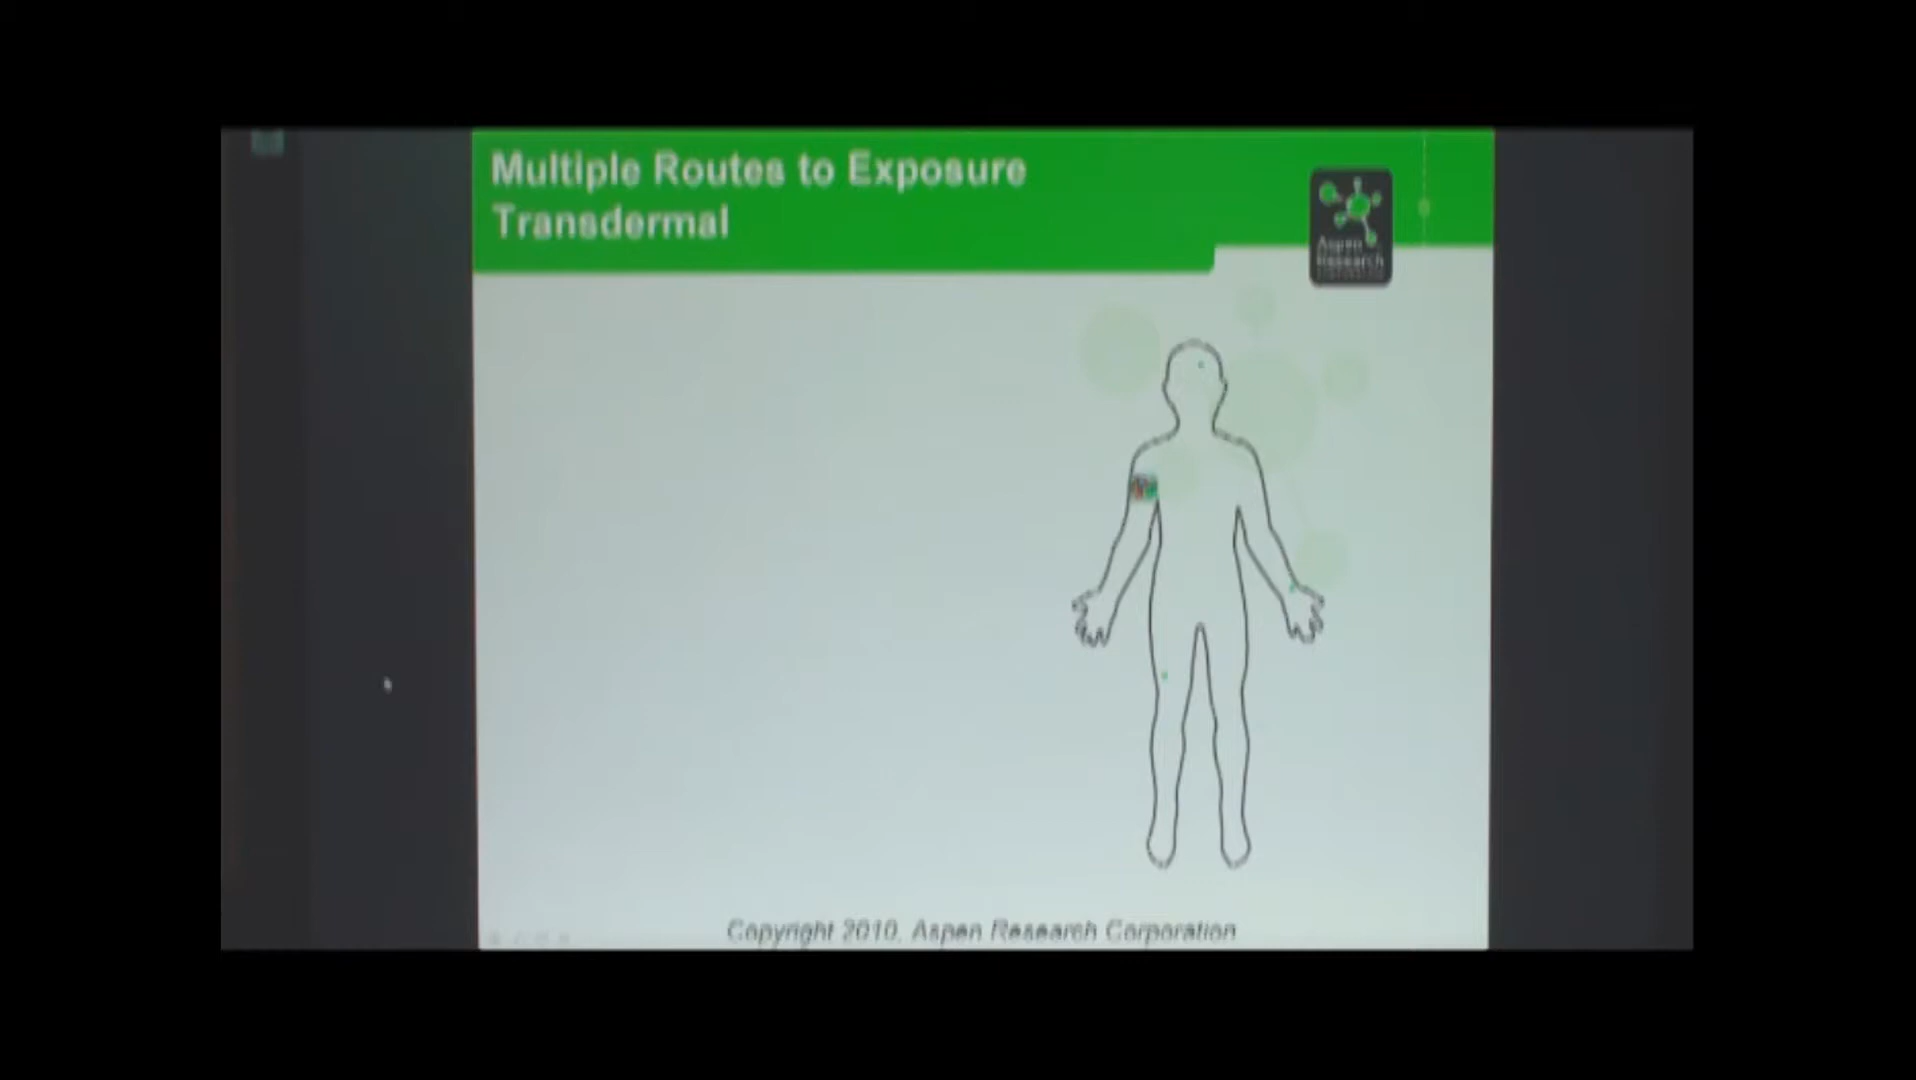 Multiple Routes to Exposure
Transdermal
Aspen
Research
Copyright 2010, Aspen Research Corporation